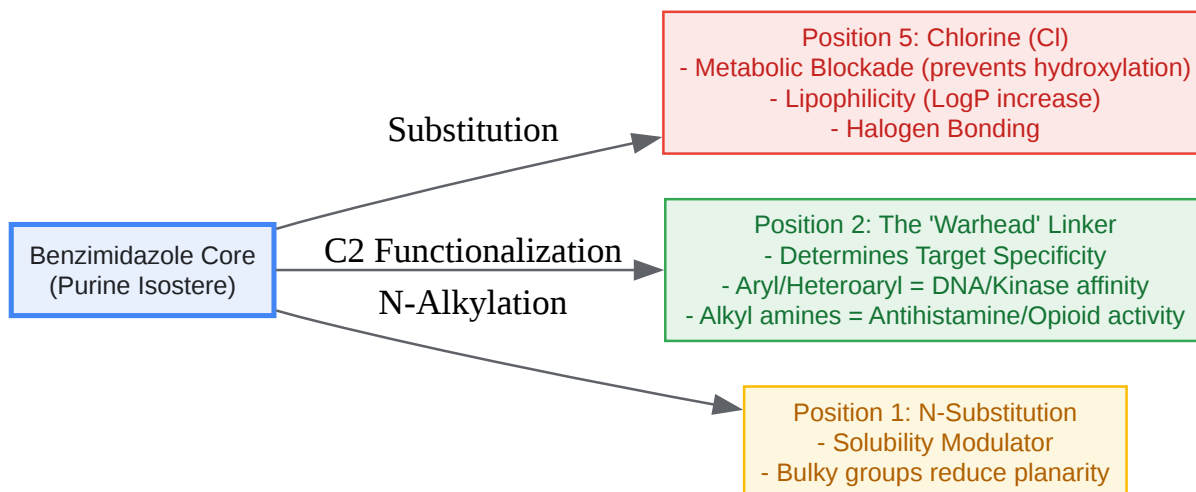 Benzimidazole Core
(Purine Isostere)
Substitution
C2 Functionalization
N-Alkylation
Position 5: Chlorine (Cl)
- Metabolic Blockade (prevents hydroxylation)
- Lipophilicity (LogP increase)
- Halogen Bonding
Position 2: The 'Warhead' Linker
- Determines Target Specificity
- Aryl/Heteroaryl = DNA/Kinase affinity
- Alkyl amines = Antihistamine/Opioid activity
Position 1: N-Substitution
- Solubility Modulator
- Bulky groups reduce planarity